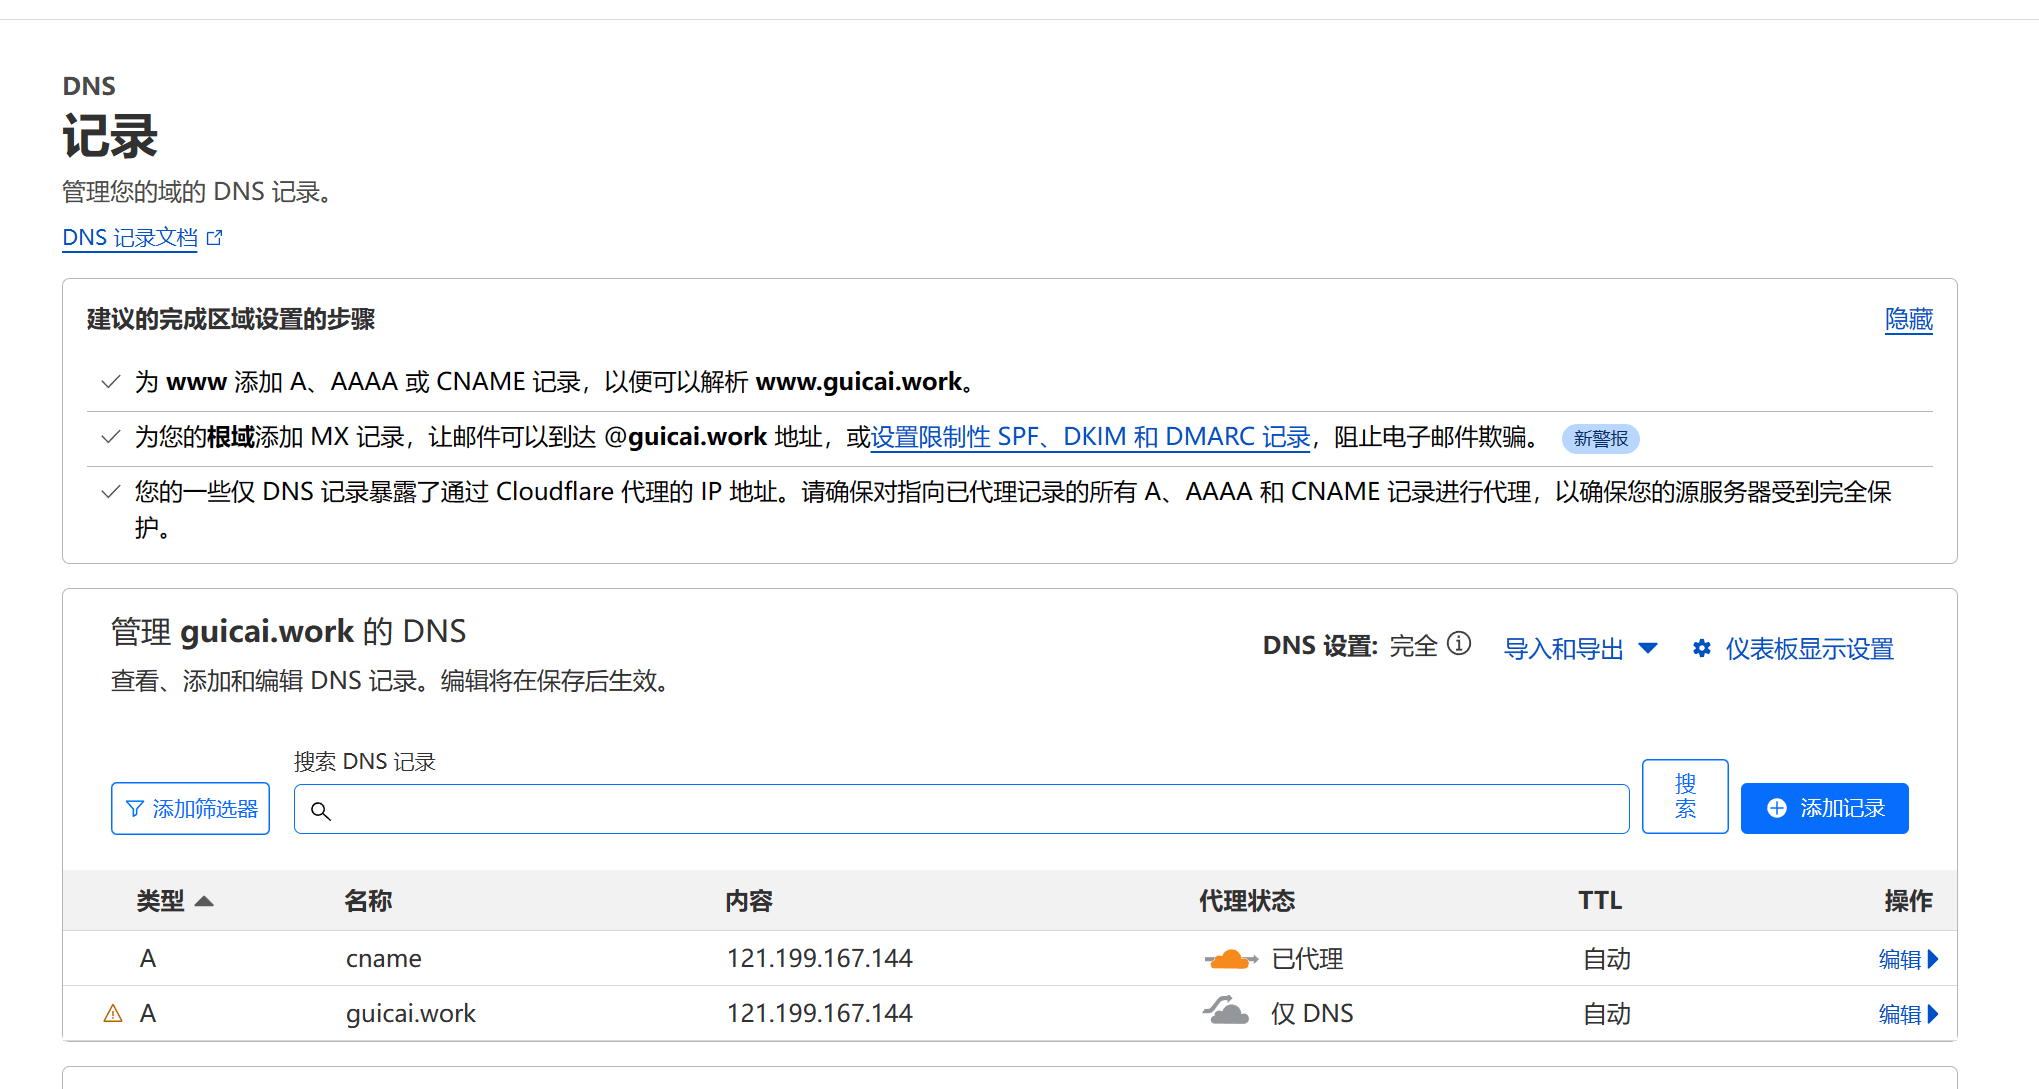 DNS
记录
管理您的域的 DNS 记录。
DNS 记录文档
建议的完成区域设置的步骤
隐藏
为 www 添加 A、AAAA 或 CNAME 记录，以便可以解析 www.guicai.work。
为您的根域添加 MX 记录，让邮件可以到达 @guicai.work 地址，或设置限制性 SPF、DKIM 和 DMARC 记录，阻止电子邮件欺骗。 新警报
您的一些仅 DNS 记录暴露了通过 Cloudflare 代理的 IP 地址。请确保对指向已代理记录的所有 A、AAAA 和 CNAME 记录进行代理，以确保您的源服务器受到完全保
护。
管理 guicai.work 的 DNS
DNS 设置: 完全 导入和导出 仪表板显示设置
查看、添加和编辑 DNS 记录。编辑将在保存后生效。
搜索 DNS 记录
添加筛选器
搜
索
添加记录
类型 名称 内容 代理状态 TTL 操作
A cname 121.199.167.144 已代理 自动 编辑
A guicai.work 121.199.167.144 仅 DNS 自动 编辑